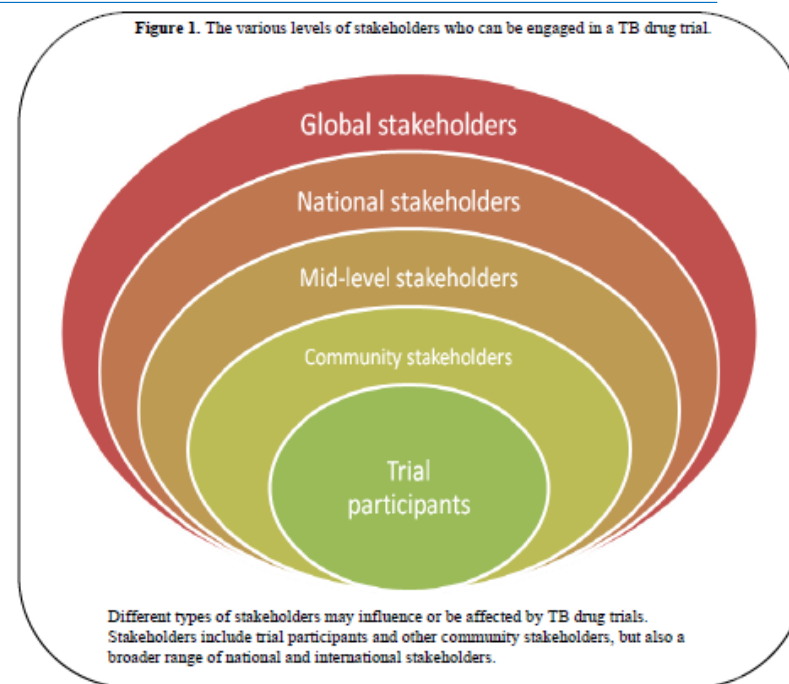 Figure 1. The various levels of stakeholders who can be engaged in a TB drug trial.
Global stakeholders
National stakeholders
Mid-level stakeholders
Community stakeholders
Trial
participants
Different types of stakeholders may influence or be affected by TB drug trials.
Stakeholders include trial participants and other community stakeholders, but also a
broader range of national and international stakeholders.